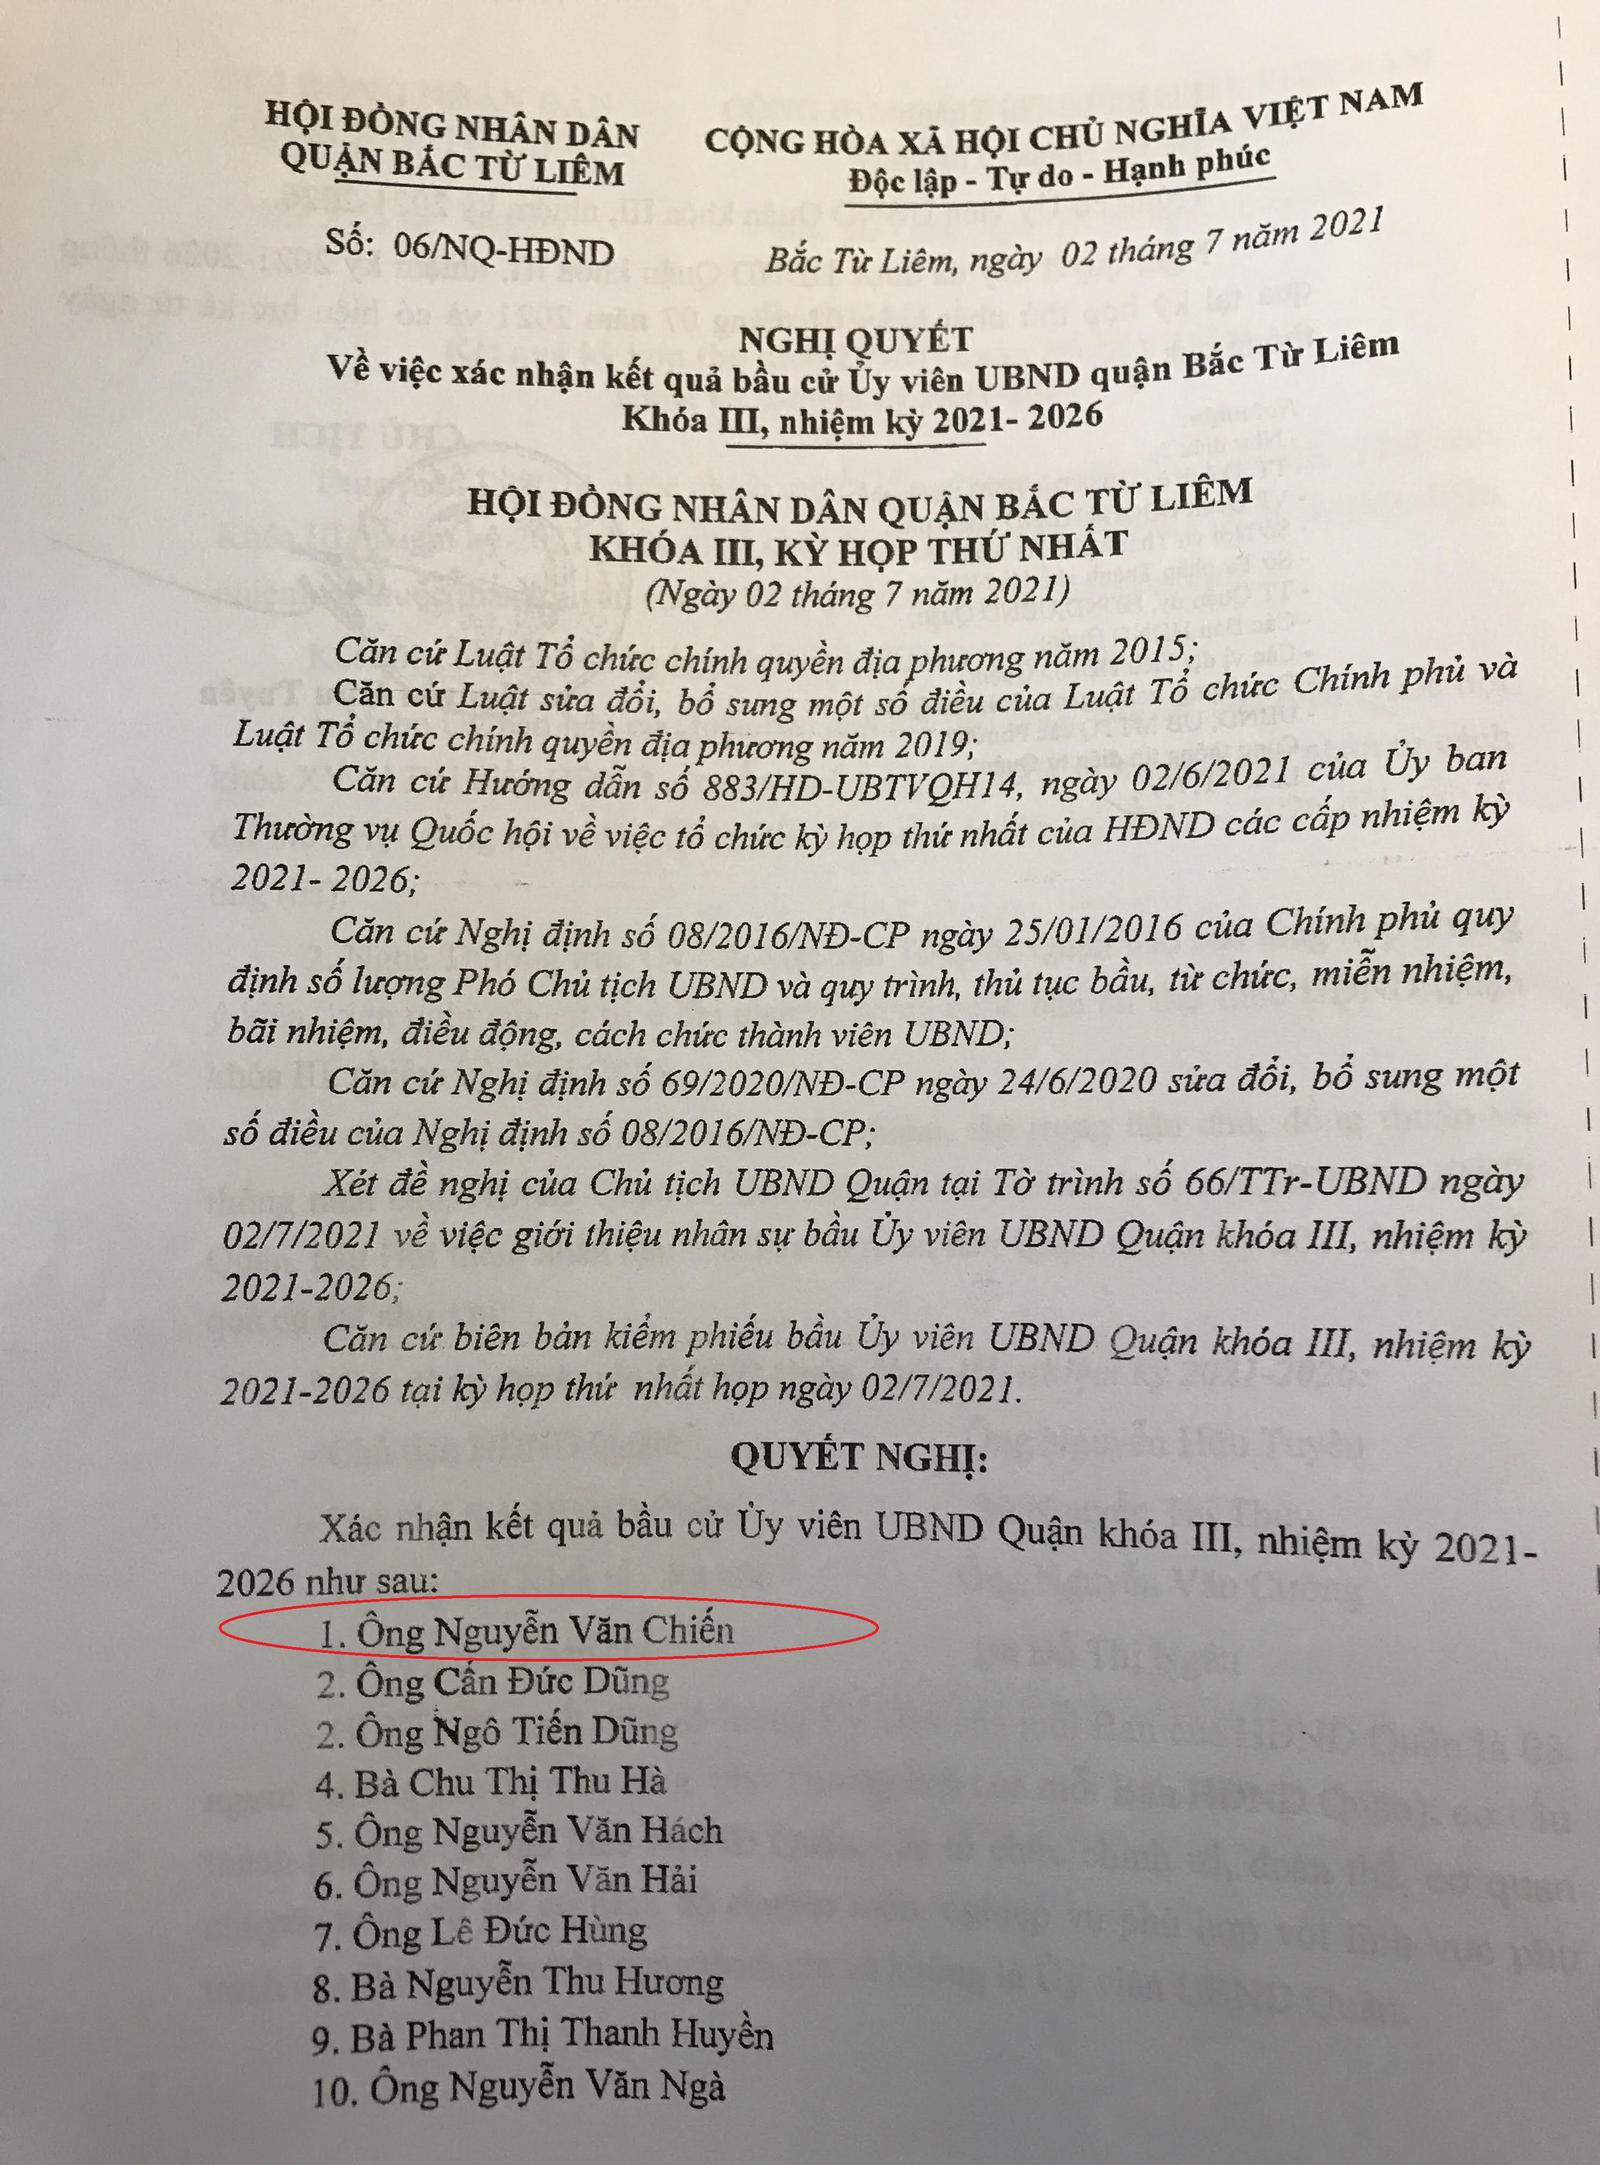 HỘI ĐỒNG NHÂN DÂN
QUẬN BẮC TỪ LIÊM
CỘNG HÒA XÃ HỘI CHỦ NGHĨA VIỆT NAM
Độc lập - Tự do - Hạnh phúc
Số: 06/NQ-HĐND
Bắc Từ Liêm, ngày 02 tháng 7 năm 2021
NGHỊ QUYẾT
Về việc xác nhận kết quả bầu cử Ủy viên UBND quận Bắc Từ Liêm
Khóa III, nhiệm kỳ 2021- 2026
HỘI ĐỒNG NHÂN DÂN QUẬN BẮC TỪ LIÊM
KHÓA III, KỲ HỌP THỨ NHẤT
(Ngày 02 tháng 7 năm 2021)
Căn cứ Luật Tổ chức chính quyền địa phương năm 2015;
Căn cứ Luật sửa đổi, bổ sung một số điều của Luật Tổ chức Chính phủ và
Luật Tổ chức chính quyền địa phương năm 2019;
Căn cứ Hướng dẫn số 883/HD-UBTVQH14, ngày 02/6/2021 của Ủy ban
Thường vụ Quốc hội về việc tổ chức kỳ họp thứ nhất của HĐND các cấp nhiệm kỳ
2021- 2026;
Căn cứ Nghị định số 08/2016/NĐ-CP ngày 25/01/2016 của Chính phủ quy
định số lượng Phó Chủ tịch UBND và quy trình, thủ tục bầu, từ chức, miễn nhiệm,
bãi nhiệm, điều động, cách chức thành viên UBND;
Căn cứ Nghị định số 69/2020/NĐ-CP ngày 24/6/2020 sửa đổi, bổ sung một
số điều của Nghị định số 08/2016/NĐ-CP;
Xét đề nghị của Chủ tịch UBND Quận tại Tờ trình số 66/TTr-UBND ngày
02/7/2021 về việc giới thiệu nhân sự bầu Ủy viên UBND Quận khóa III, nhiệm kỳ
2021-2026;
Căn cứ biên bản kiểm phiếu bầu Ủy viên UBND Quận khóa III, nhiệm kỳ
2021-2026 tại kỳ họp thứ nhất họp ngày 02/7/2021.
QUYẾT NGHỊ:
Xác nhận kết quả bầu cử Ủy viên UBND Quận khóa III, nhiệm kỳ 2021-
2026 như sau:
1. Ông Nguyễn Văn Chiến
2. Ông Cấn Đức Dũng
2. Ông Ngô Tiến Dũng
4. Bà Chu Thị Thu Hà
5. Ông Nguyễn Văn Hách
6. Ông Nguyễn Văn Hải
7. Ông Lê Đức Hùng
8. Bà Nguyễn Thu Hương
9. Bà Phan Thị Thanh Huyền
10. Ông Nguyễn Văn Ngà